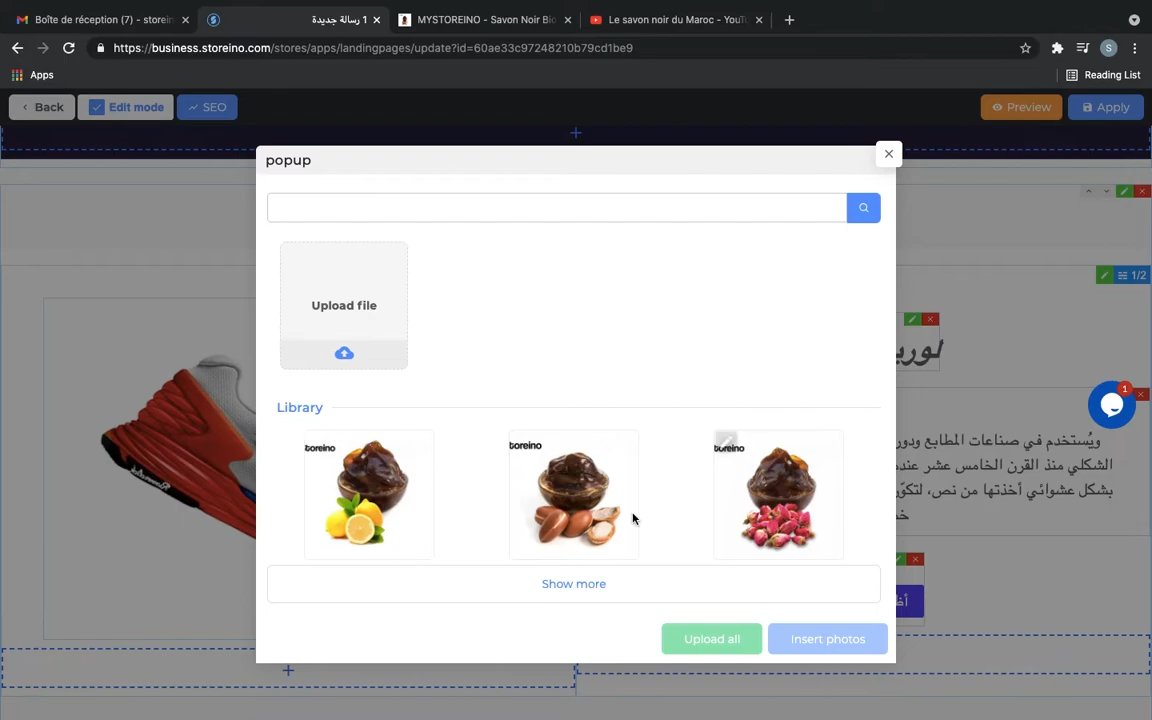 Boîte de réception (7) - storein
1 رسالة جديدة
MYSTOREINO - Savon Noir Bio
Le savon noir du Maroc - YouTu
https://business.storeino.com/stores/apps/landingpages/update?id=60ae33c97248210b79cd1be9
S
Apps
Reading List
Back
Edit mode
SEO
Preview
Apply
popup
Upload file
Library
toreino
toreino
toreino
Show more
Upload all
Insert photos
1/2
لوري
1
ويُستخدم في صناعات المطابع ودور
الشكلي منذ القرن الخامس عشر عند
بشكل عشوائي أخذتها من نص، لتكوّ